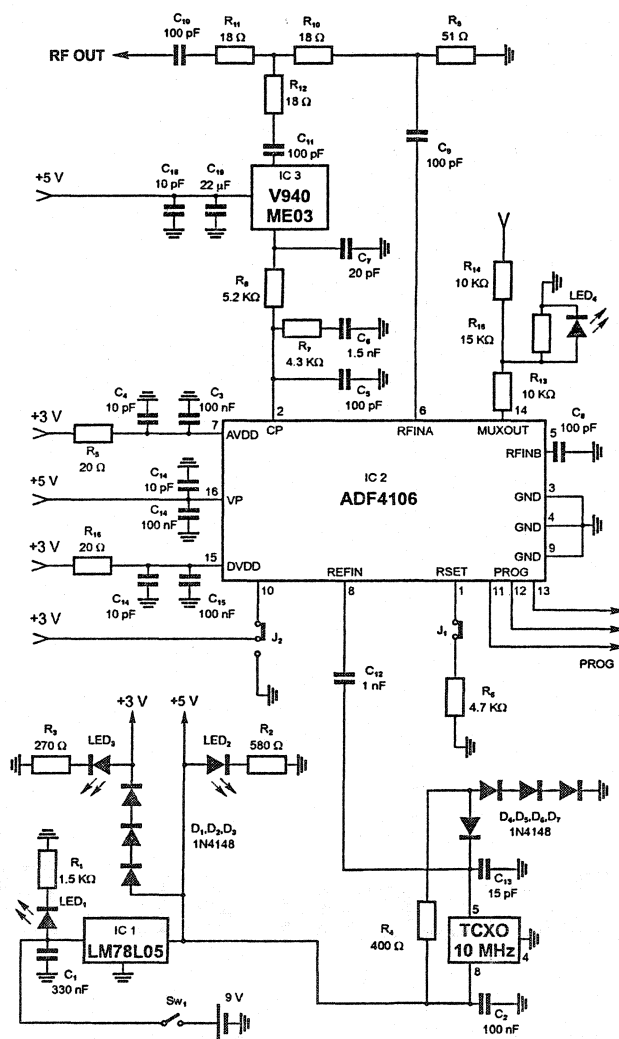 C10
100 pF
R11
18 Ω
R10
18 Ω
R9
51 Ω
RF OUT
R12
18 Ω
C11
100 pF
C9
100 pF
+5 V
C18
10 pF
C19
22 µF
IC 3
V940
ME03
C7
20 pF
R8
5.2 KΩ
R7
4.3 KΩ
C6
1.5 nF
C5
100 pF
R14
10 KΩ
R15
15 KΩ
LED4
R13
10 KΩ
+3 V
R5
20 Ω
C4
10 pF
C3
100 nF
7
AVDD
2
CP
6
RFINA
14
MUXOUT
5
RFINB
C8
100 pF
+5 V
C14
10 pF
C14
100 nF
16
VP
IC 2
ADF4106
3
GND
4
GND
9
GND
+3 V
R16
20 Ω
C14
10 pF
C15
100 nF
15
DVDD
REFIN
RSET
PROG
10
8
1
11
12
13
+3 V
J2
J1
PROG
C12
1 nF
R6
4.7 KΩ
+3 V
+5 V
R3
270 Ω
LED3
LED2
R2
580 Ω
D1,D2,D3
1N4148
D4,D5,D6,D7
1N4148
R1
1.5 KΩ
LED1
C13
15 pF
R4
400 Ω
5
TCXO
10 MHz
4
8
IC 1
LM78L05
C1
330 nF
Sw1
9 V
C2
100 nF